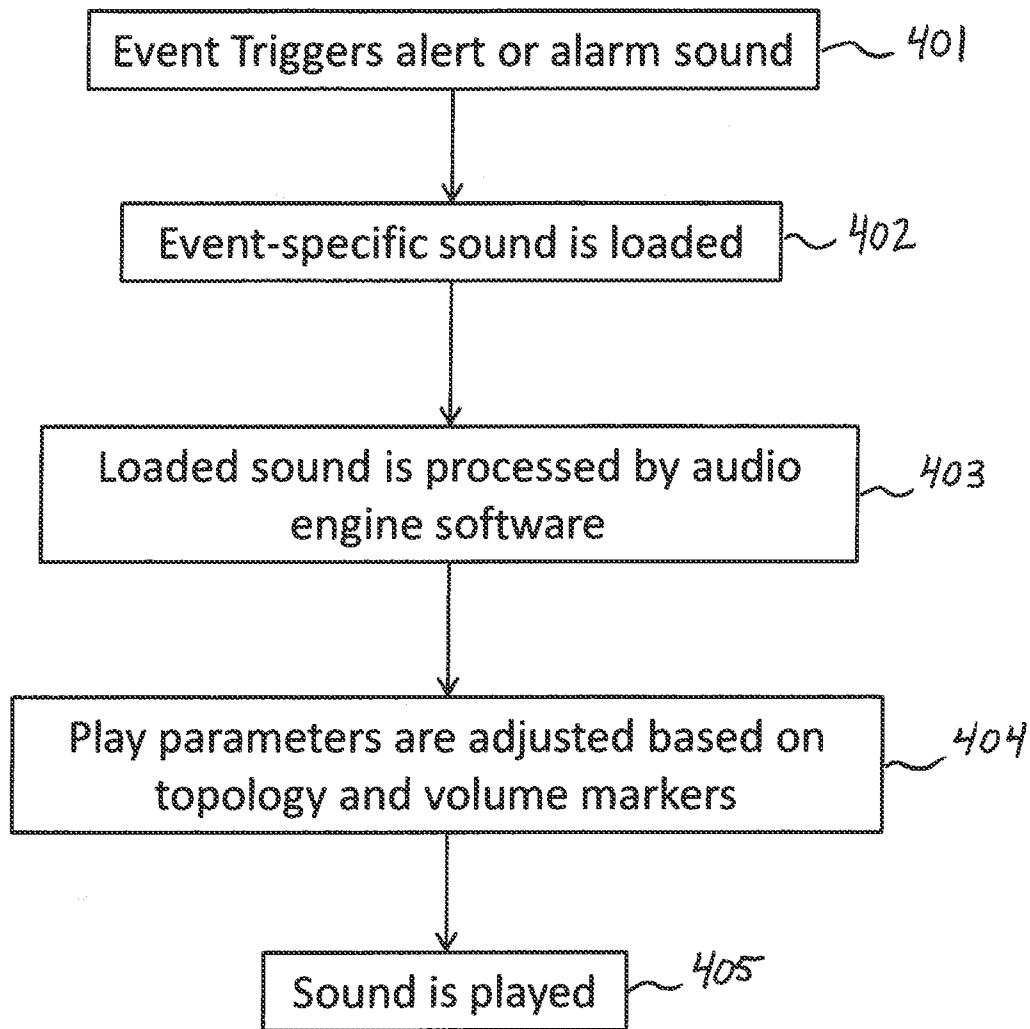 Event Triggers alert or alarm sound 401
Event-specific sound is loaded 402
Loaded sound is processed by audio 403
engine software
Play parameters are adjusted based on 404
topology and volume markers
Sound is played 405